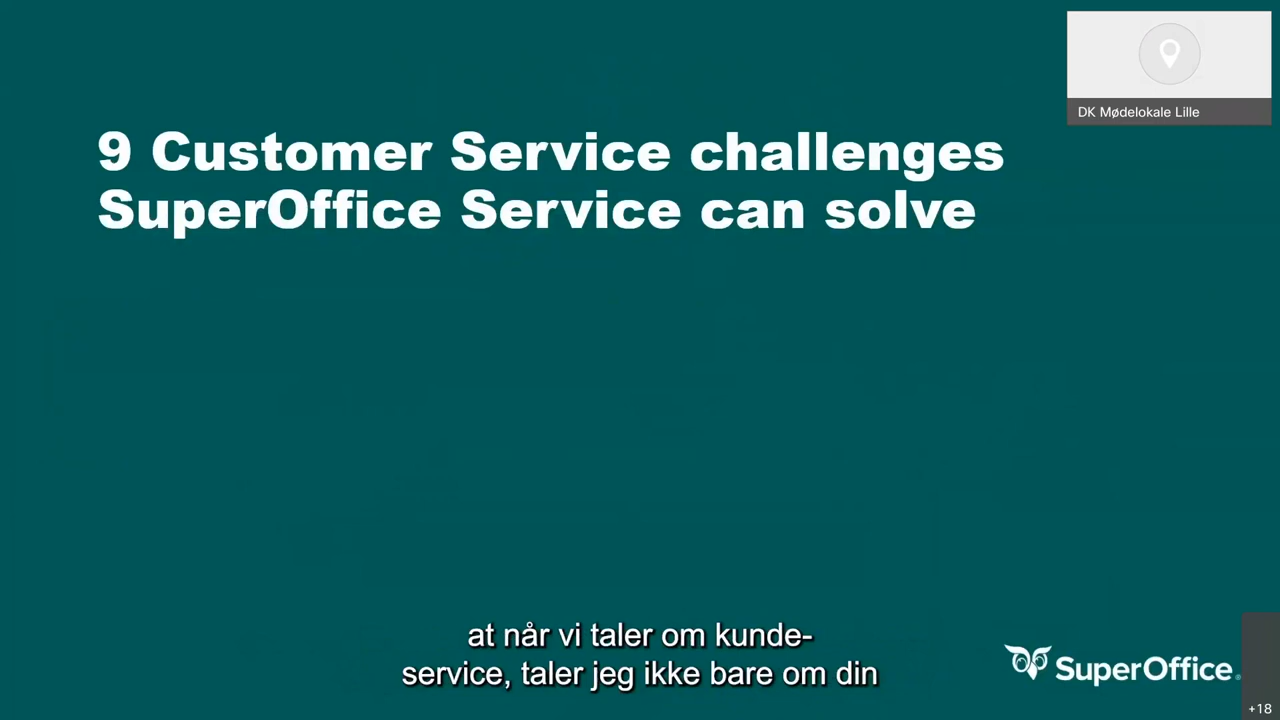 DK Mødelokale Lille
9 Customer Service challenges
SuperOffice Service can solve
at når vi taler om kunde-
service, taler jeg ikke bare om din
SuperOffice®
+18